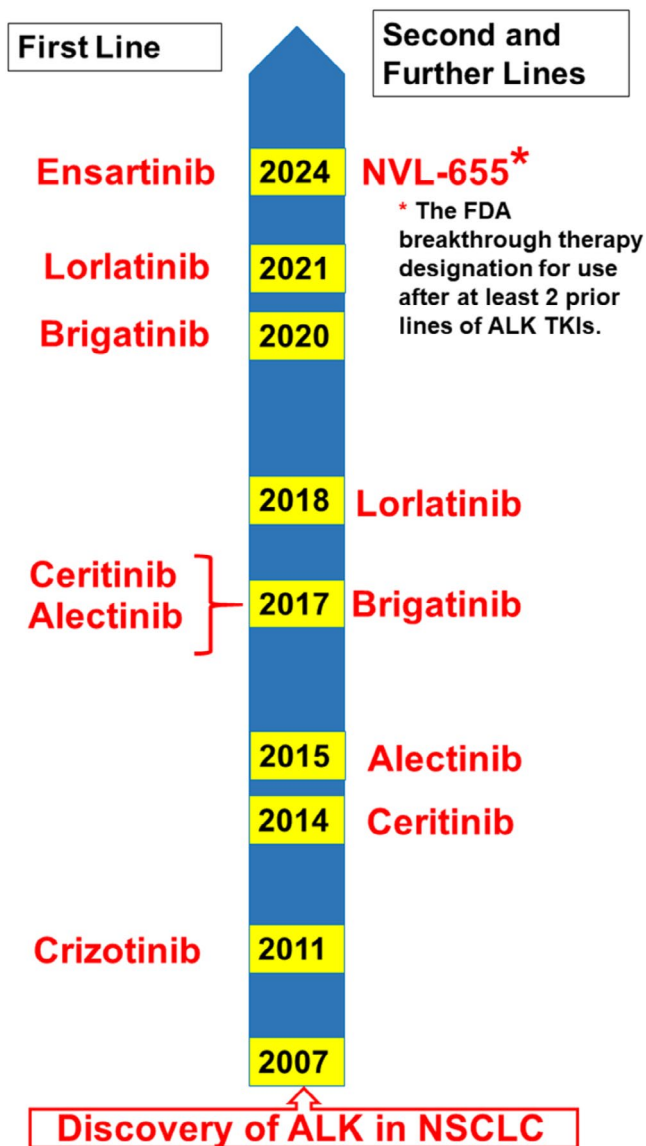 First Line
Second and
Further Lines
Ensartinib
2024
NVL-655*
* The FDA
breakthrough therapy
designation for use
after at least 2 prior
lines of ALK TKIs.
Lorlatinib
2021
Brigatinib
2020
2018
Lorlatinib
Ceritinib
Alectinib
2017
Brigatinib
2015
Alectinib
2014
Ceritinib
Crizotinib
2011
2007
Discovery of ALK in NSCLC